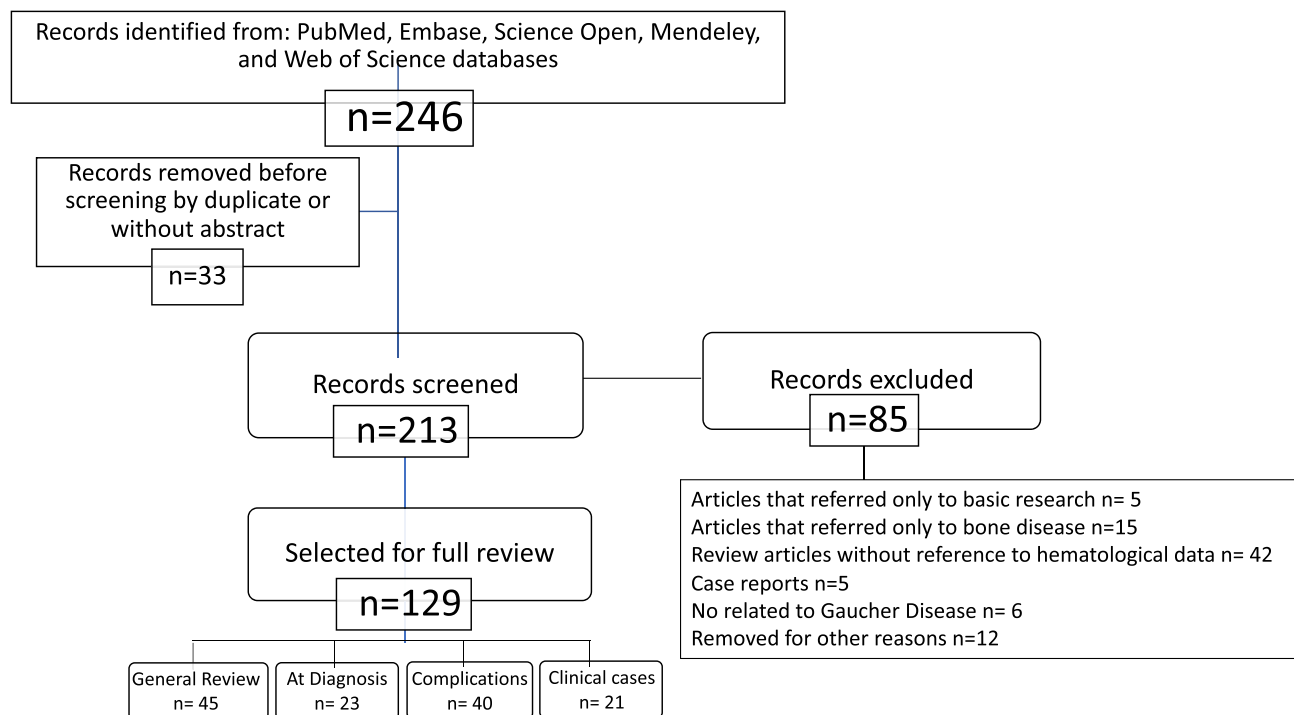 Records identified from: PubMed, Embase, Science Open, Mendeley,
and Web of Science databases
n=246
Records removed before
screening by duplicate or
without abstract
n=33
Records screened
n=213
Records excluded
n=85
Articles that referred only to basic research n= 5
Articles that referred only to bone disease n=15
Review articles without reference to hematological data n= 42
Case reports n=5
No related to Gaucher Disease n= 6
Removed for other reasons n=12
Selected for full review
n=129
General Review
n= 45
At Diagnosis
n= 23
Complications
n= 40
Clinical cases
n= 21